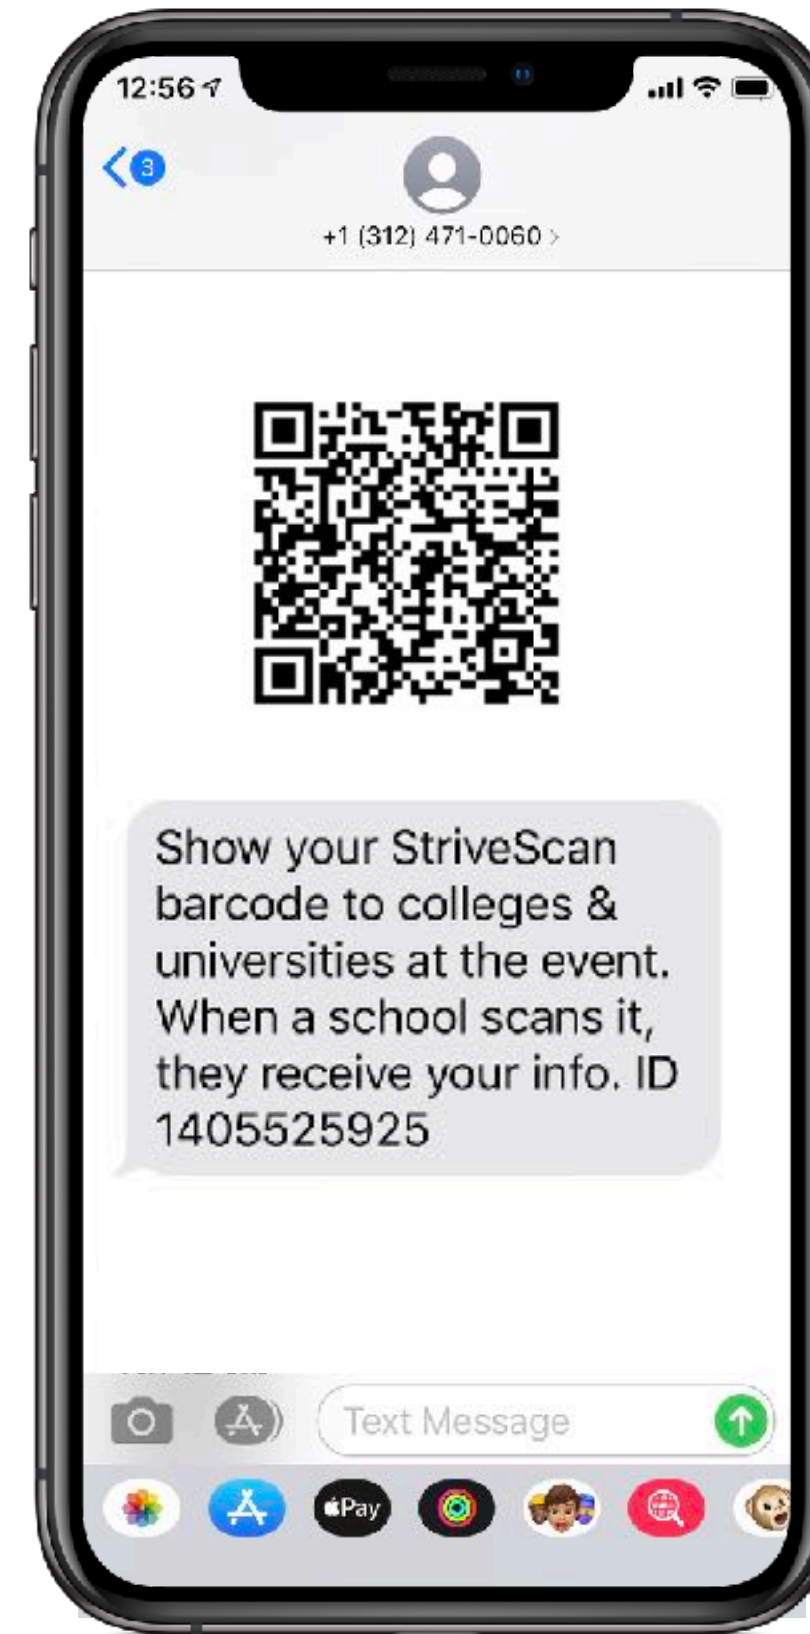 12:56
3
+1 (312) 471-0060 >
Show your StriveScan
barcode to colleges &
universities at the event.
When a school scans it,
they receive your info. ID
1405525925
Text Message
Pay